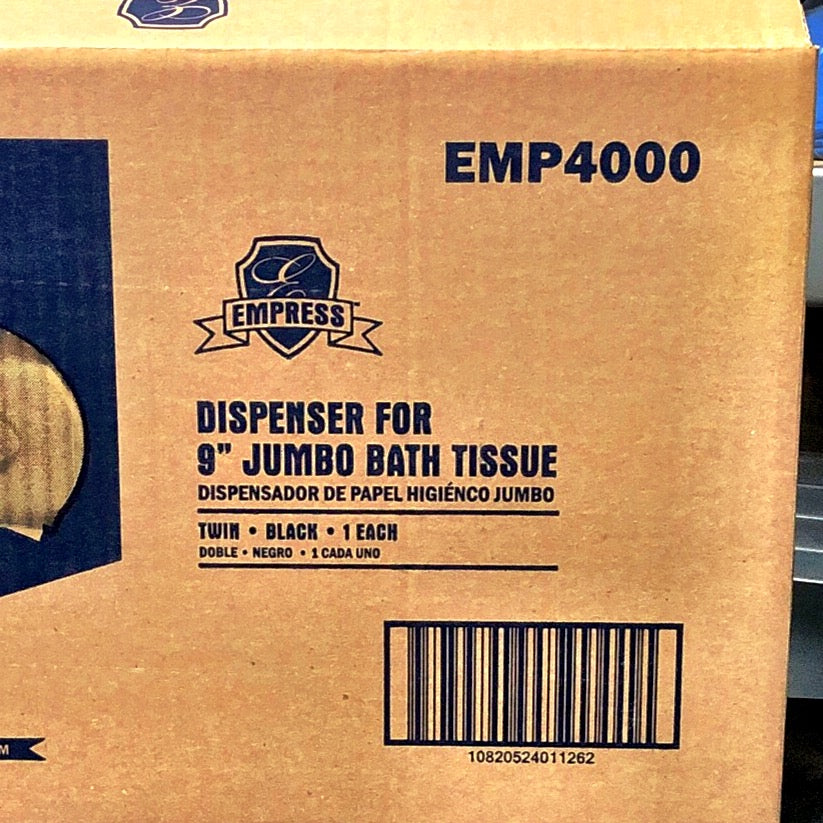 EMP4000
E
EMPRESS™
DISPENSER FOR
9" JUMBO BATH TISSUE
DISPENSADOR DE PAPEL HIGIÉNCO JUMBO
TWIN • BLACK • 1 EACH
DOBLE • NEGRO • 1 CADA UNO
10820524011262
M